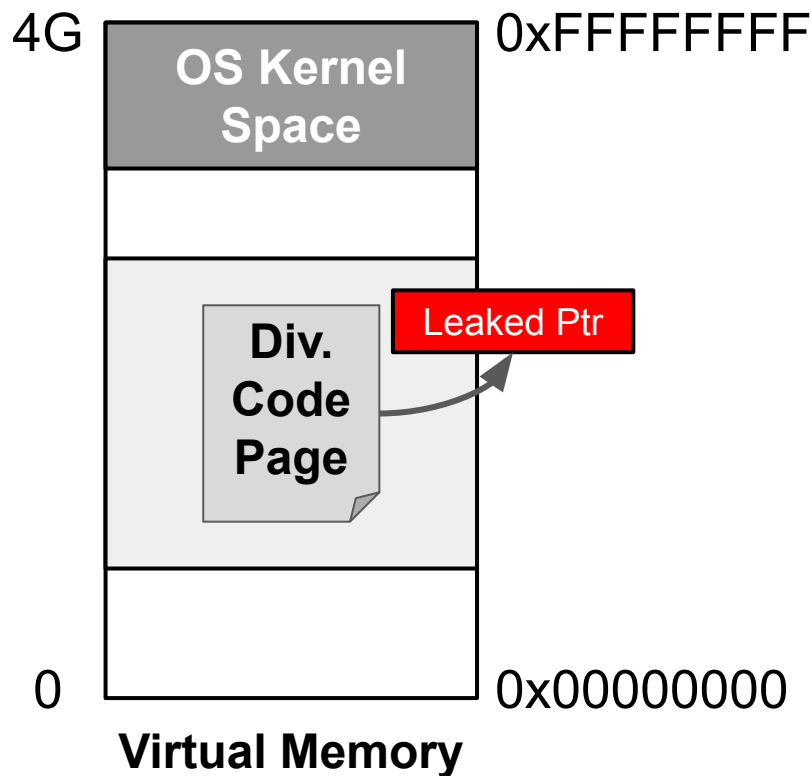 4G
0xFFFFFFFF
OS Kernel
Space
Leaked Ptr
Div.
Code
Page
0
0x00000000
Virtual Memory